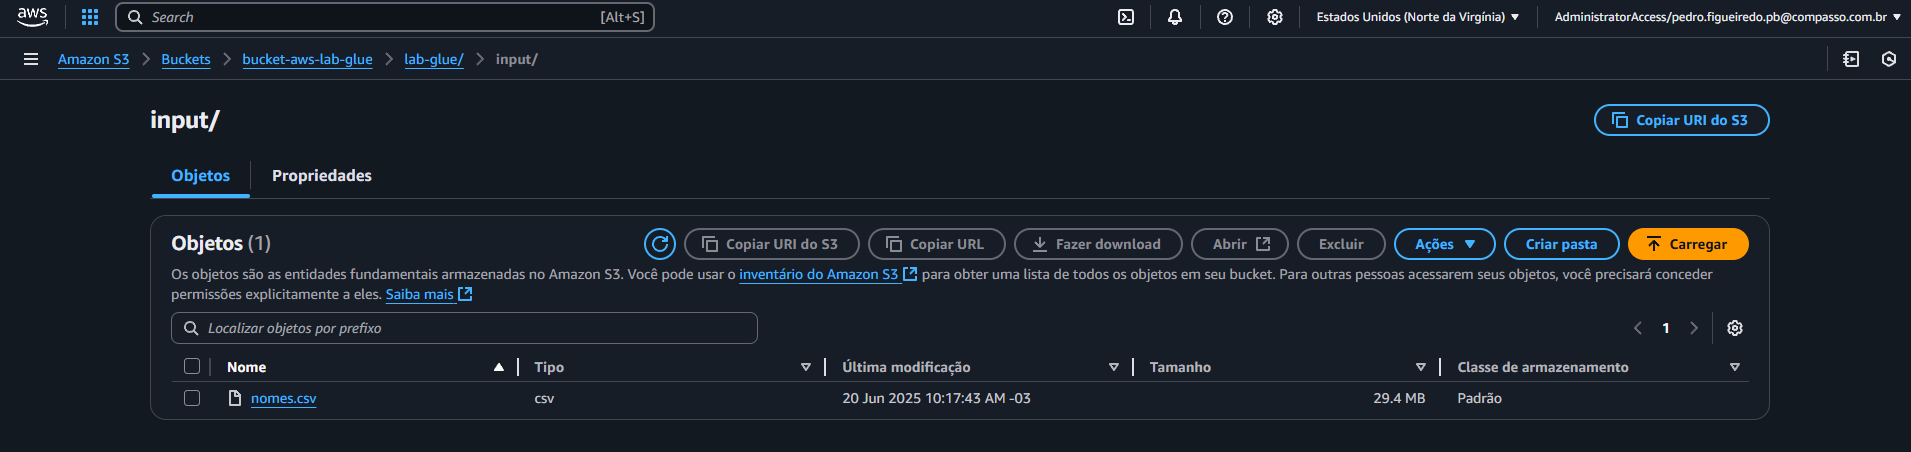 aws Search [Alt+S] Estados Unidos (Norte da Virgínia) AdministratorAccess/pedro.figueiredo.pb@compasso.com.br
Amazon S3 Buckets bucket-aws-lab-glue lab-glue/ input/
input/
Copiar URI do S3
Objetos Propriedades
Objetos (1) Copiar URI do S3 Copiar URL Fazer download Abrir Excluir Ações Criar pasta Carregar
Os objetos são as entidades fundamentais armazenadas no Amazon S3. Você pode usar o inventário do Amazon S3 para obter uma lista de todos os objetos em seu bucket. Para outras pessoas acessarem seus objetos, você precisará conceder
permissões explicitamente a eles. Saiba mais
Localizar objetos por prefixo 1
Nome Tipo Última modificação Tamanho Classe de armazenamento
nomes.csv csv 20 Jun 2025 10:17:43 AM -03 29.4 MB Padrão